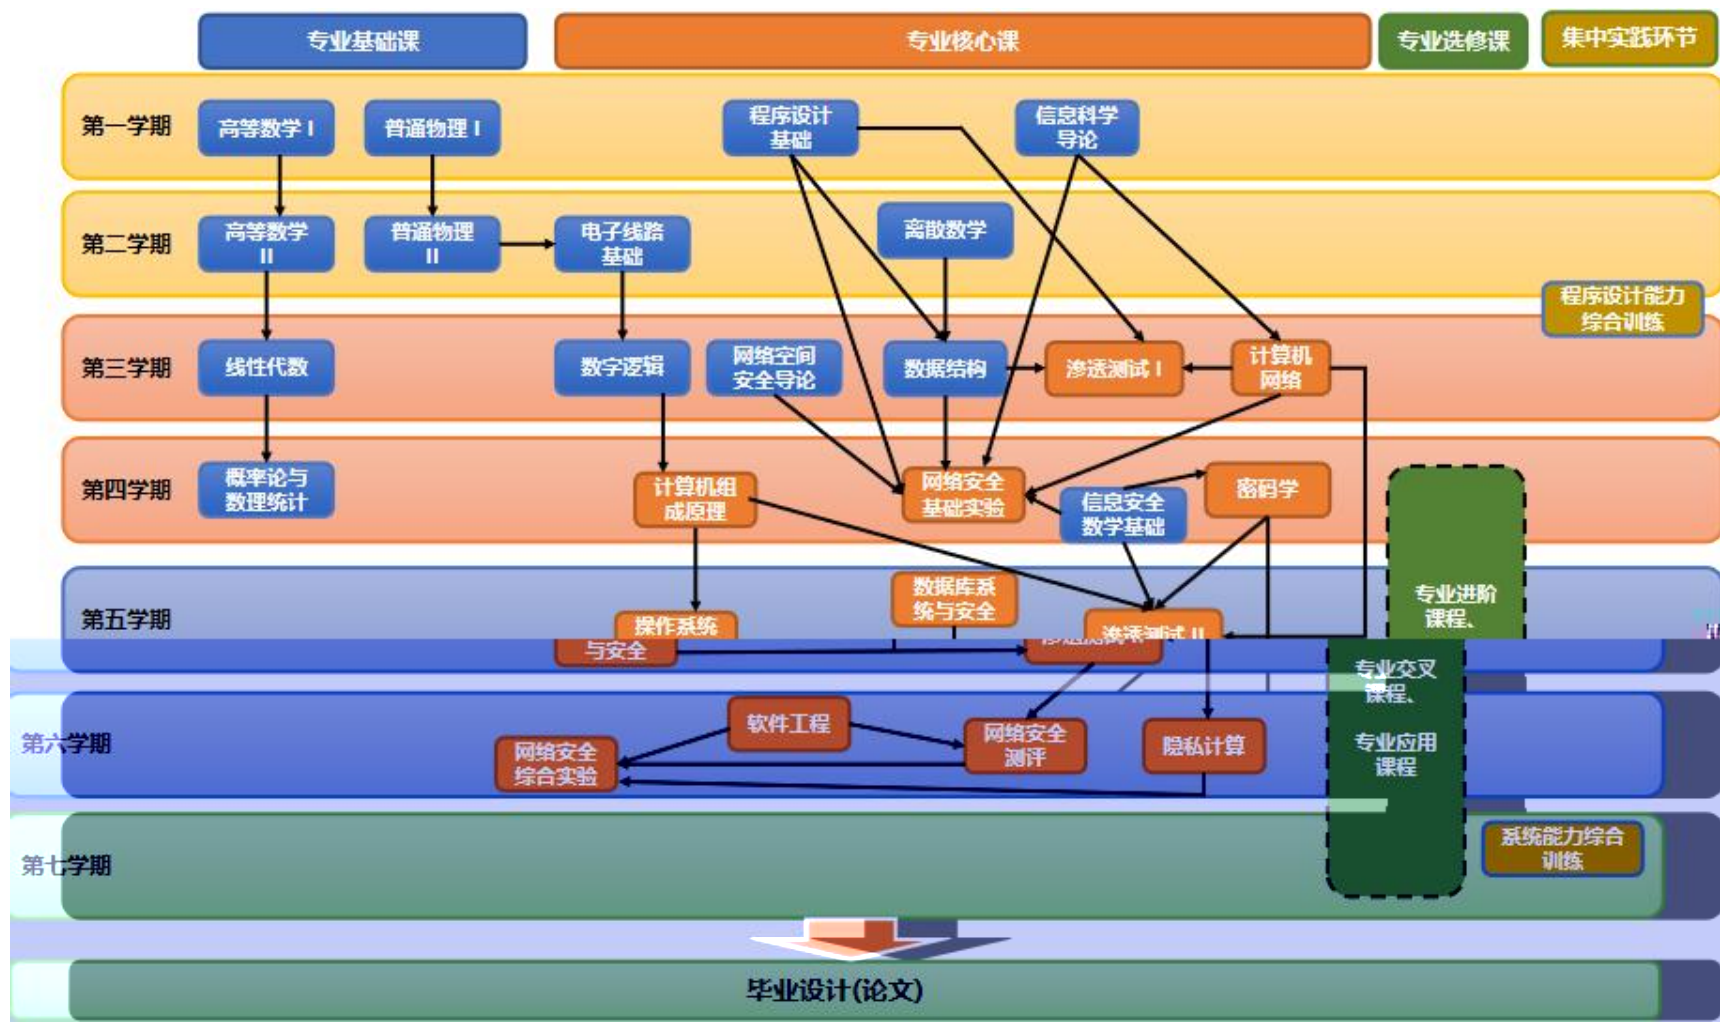 专业基础课
专业核心课
专业选修课
集中实践环节
第一学期
高等数学 I
普通物理 I
程序设计
基础
信息科学
导论
第二学期
高等数学
II
普通物理
II
电子线路
基础
离散数学
程序设计能力
综合训练
第三学期
线性代数
数字逻辑
网络空间
安全导论
数据结构
渗透测试 I
计算机
网络
第四学期
概率论与
数理统计
计算机组
成原理
网络安全
基础实验
信息安全
数学基础
密码学
第五学期
操作系统
与安全
数据库系
统与安全
渗透测试 II
专业进阶
课程、
专业交叉
课程、
专业应用
课程
第六学期
网络安全
综合实验
软件工程
网络安全
测评
隐私计算
第七学期
系统能力综合
训练
毕业设计(论文)